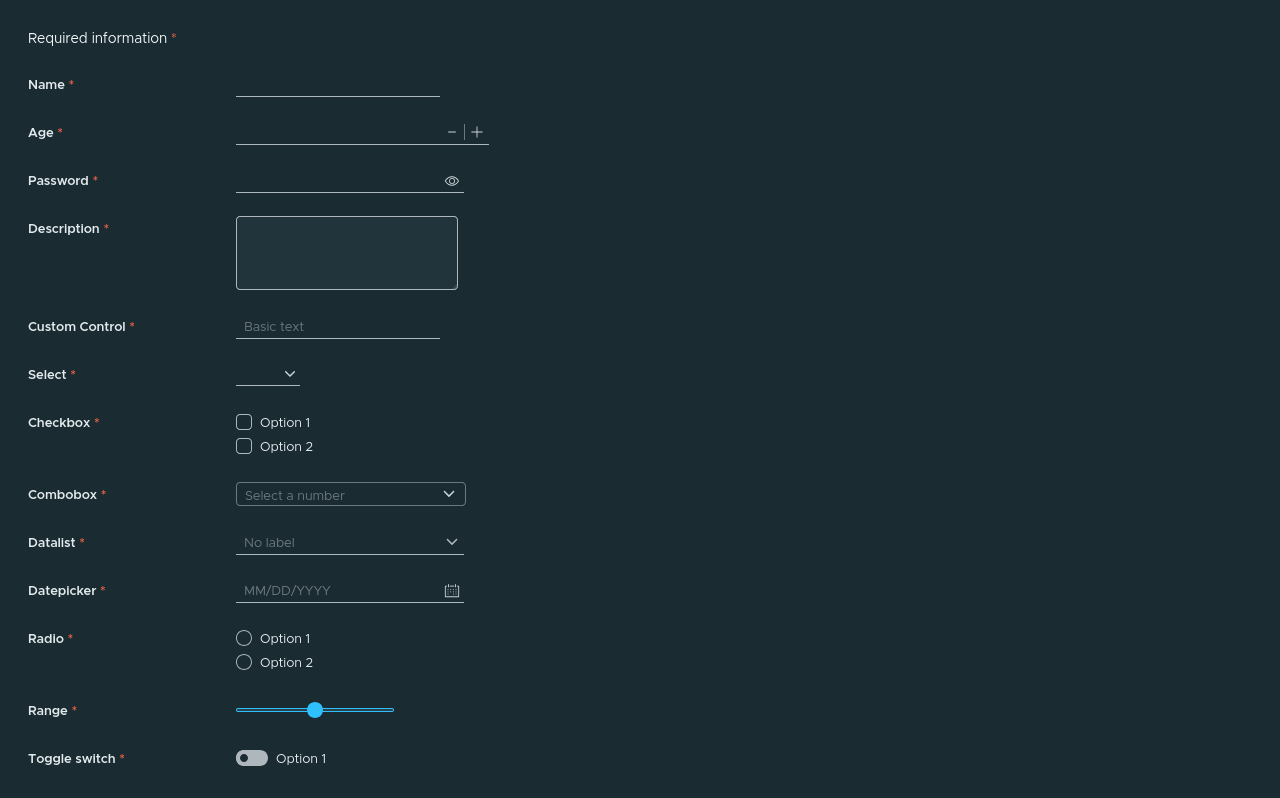 Required information *
Name *
Age *
Password *
Description *
Custom Control * Basic text
Select *
Checkbox * Option 1
Option 2
Combobox * Select a number
Datalist * No label
Datepicker * MM/DD/YYYY
Radio * Option 1
Option 2
Range *
Toggle switch * Option 1